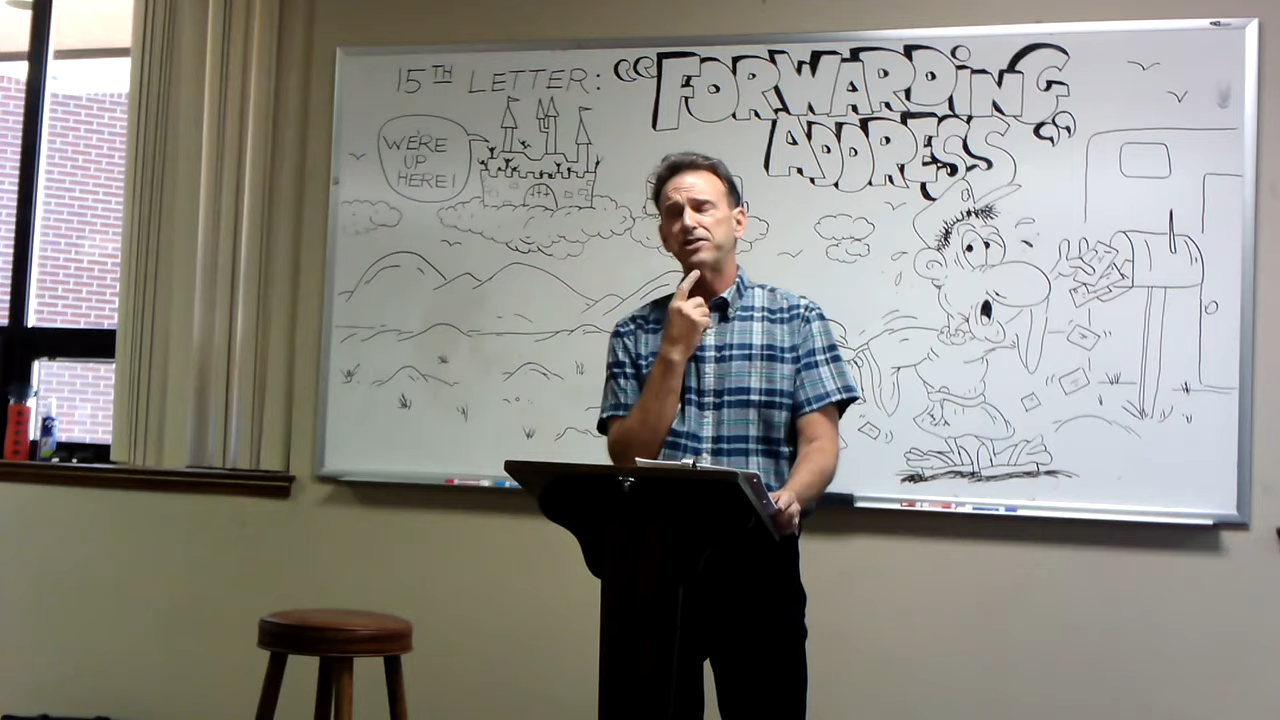 15TH LETTER: "FORWARDiNG
ADDRESS"
WE'RE
UP
HERE!